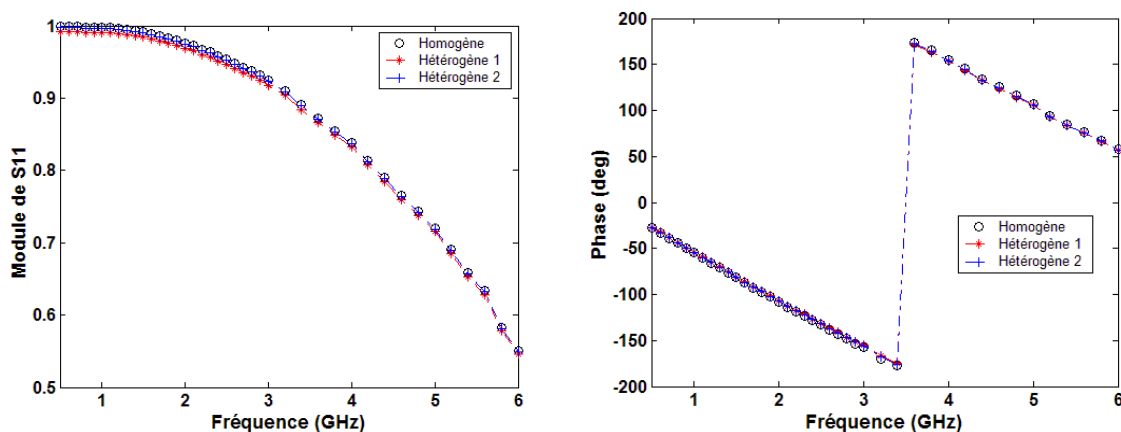 1
0.9
0.8
0.7
0.6
0.5
1
2
3
4
5
6
Module de S11
Fréquence (GHz)
Homogène
Hétérogène 1
Hétérogène 2
200
150
100
50
0
-50
-100
-150
-200
1
2
3
4
5
6
Phase (deg)
Fréquence (GHz)
Homogène
Hétérogène 1
Hétérogène 2